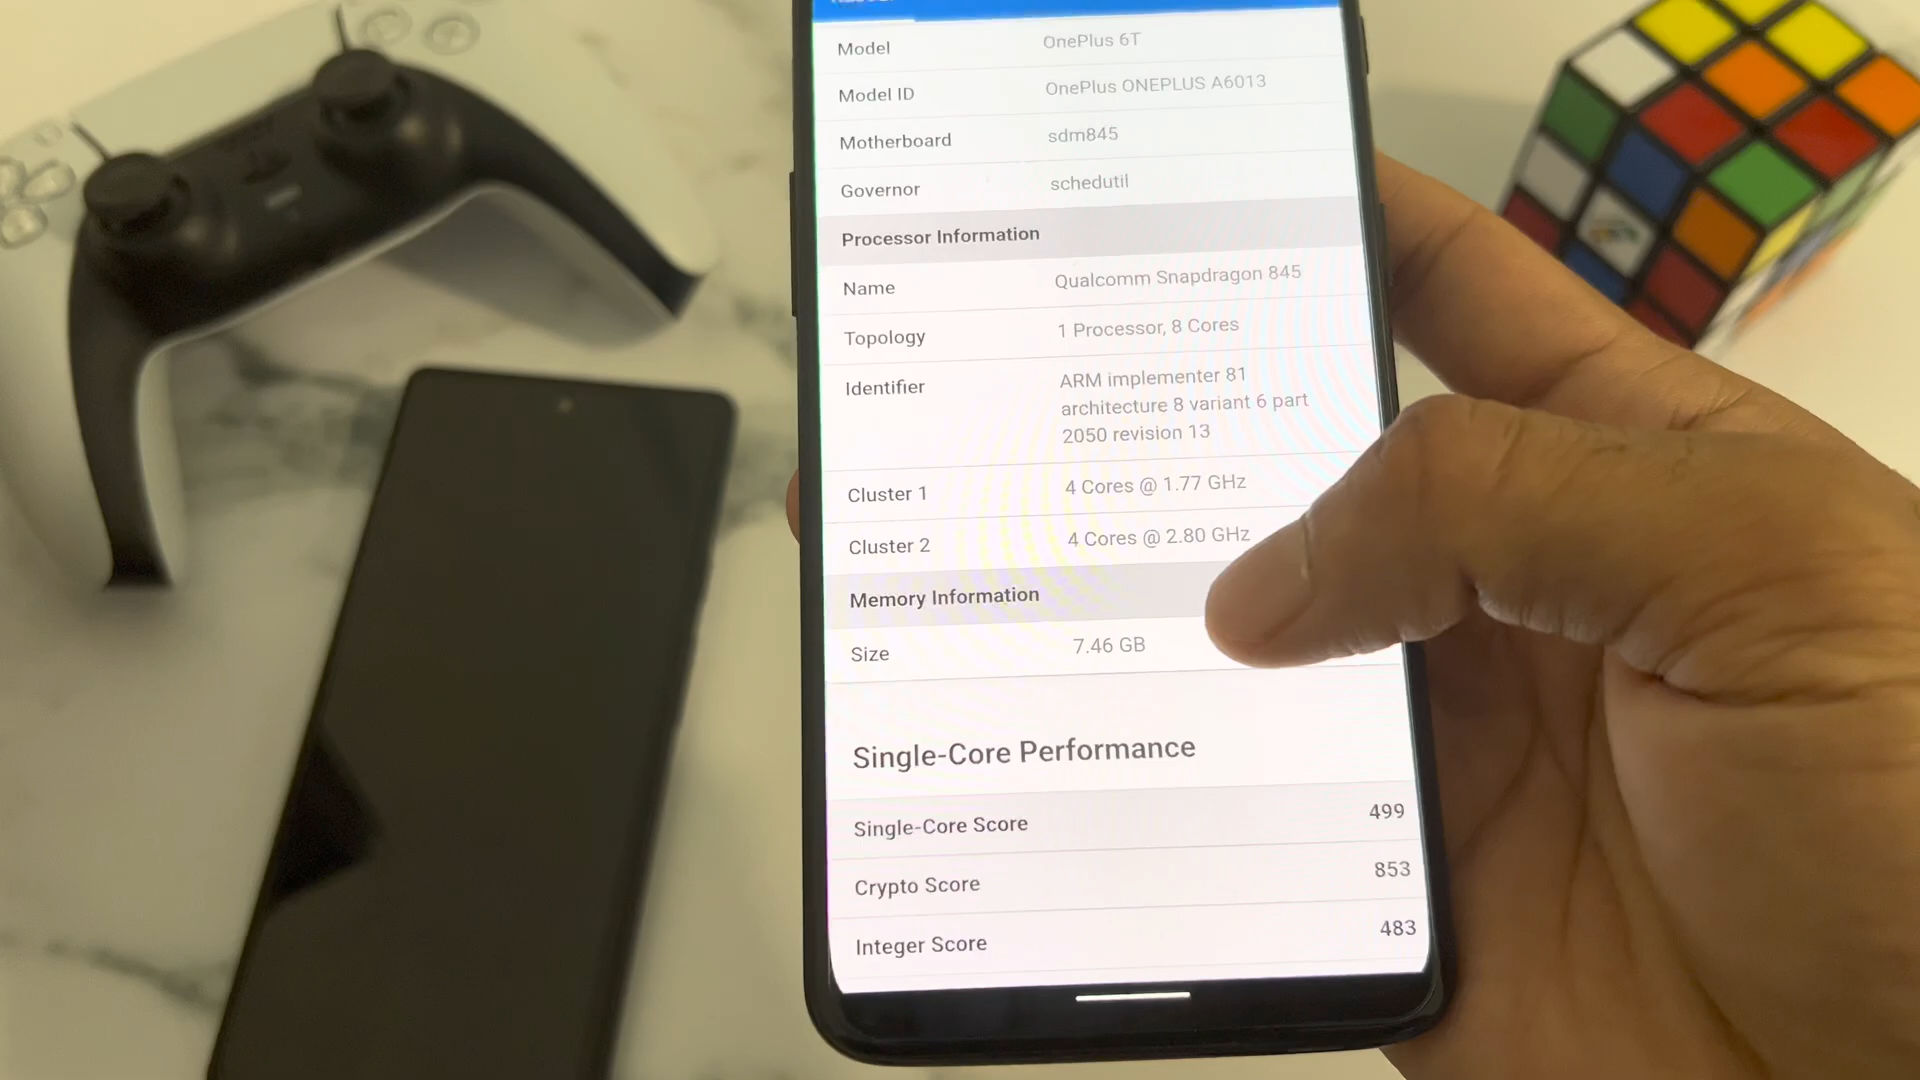 Model OnePlus 6T
Model ID OnePlus ONEPLUS A6013
Motherboard sdm845
Governor schedutil
Processor Information
Name Qualcomm Snapdragon 845
Topology 1 Processor, 8 Cores
Identifier ARM implementer 81
architecture 8 variant 6 part
2050 revision 13
Cluster 1 4 Cores @ 1.77 GHz
Cluster 2 4 Cores @ 2.80 GHz
Memory Information
Size 7.46 GB
Single-Core Performance
Single-Core Score 499
Crypto Score 853
Integer Score 483